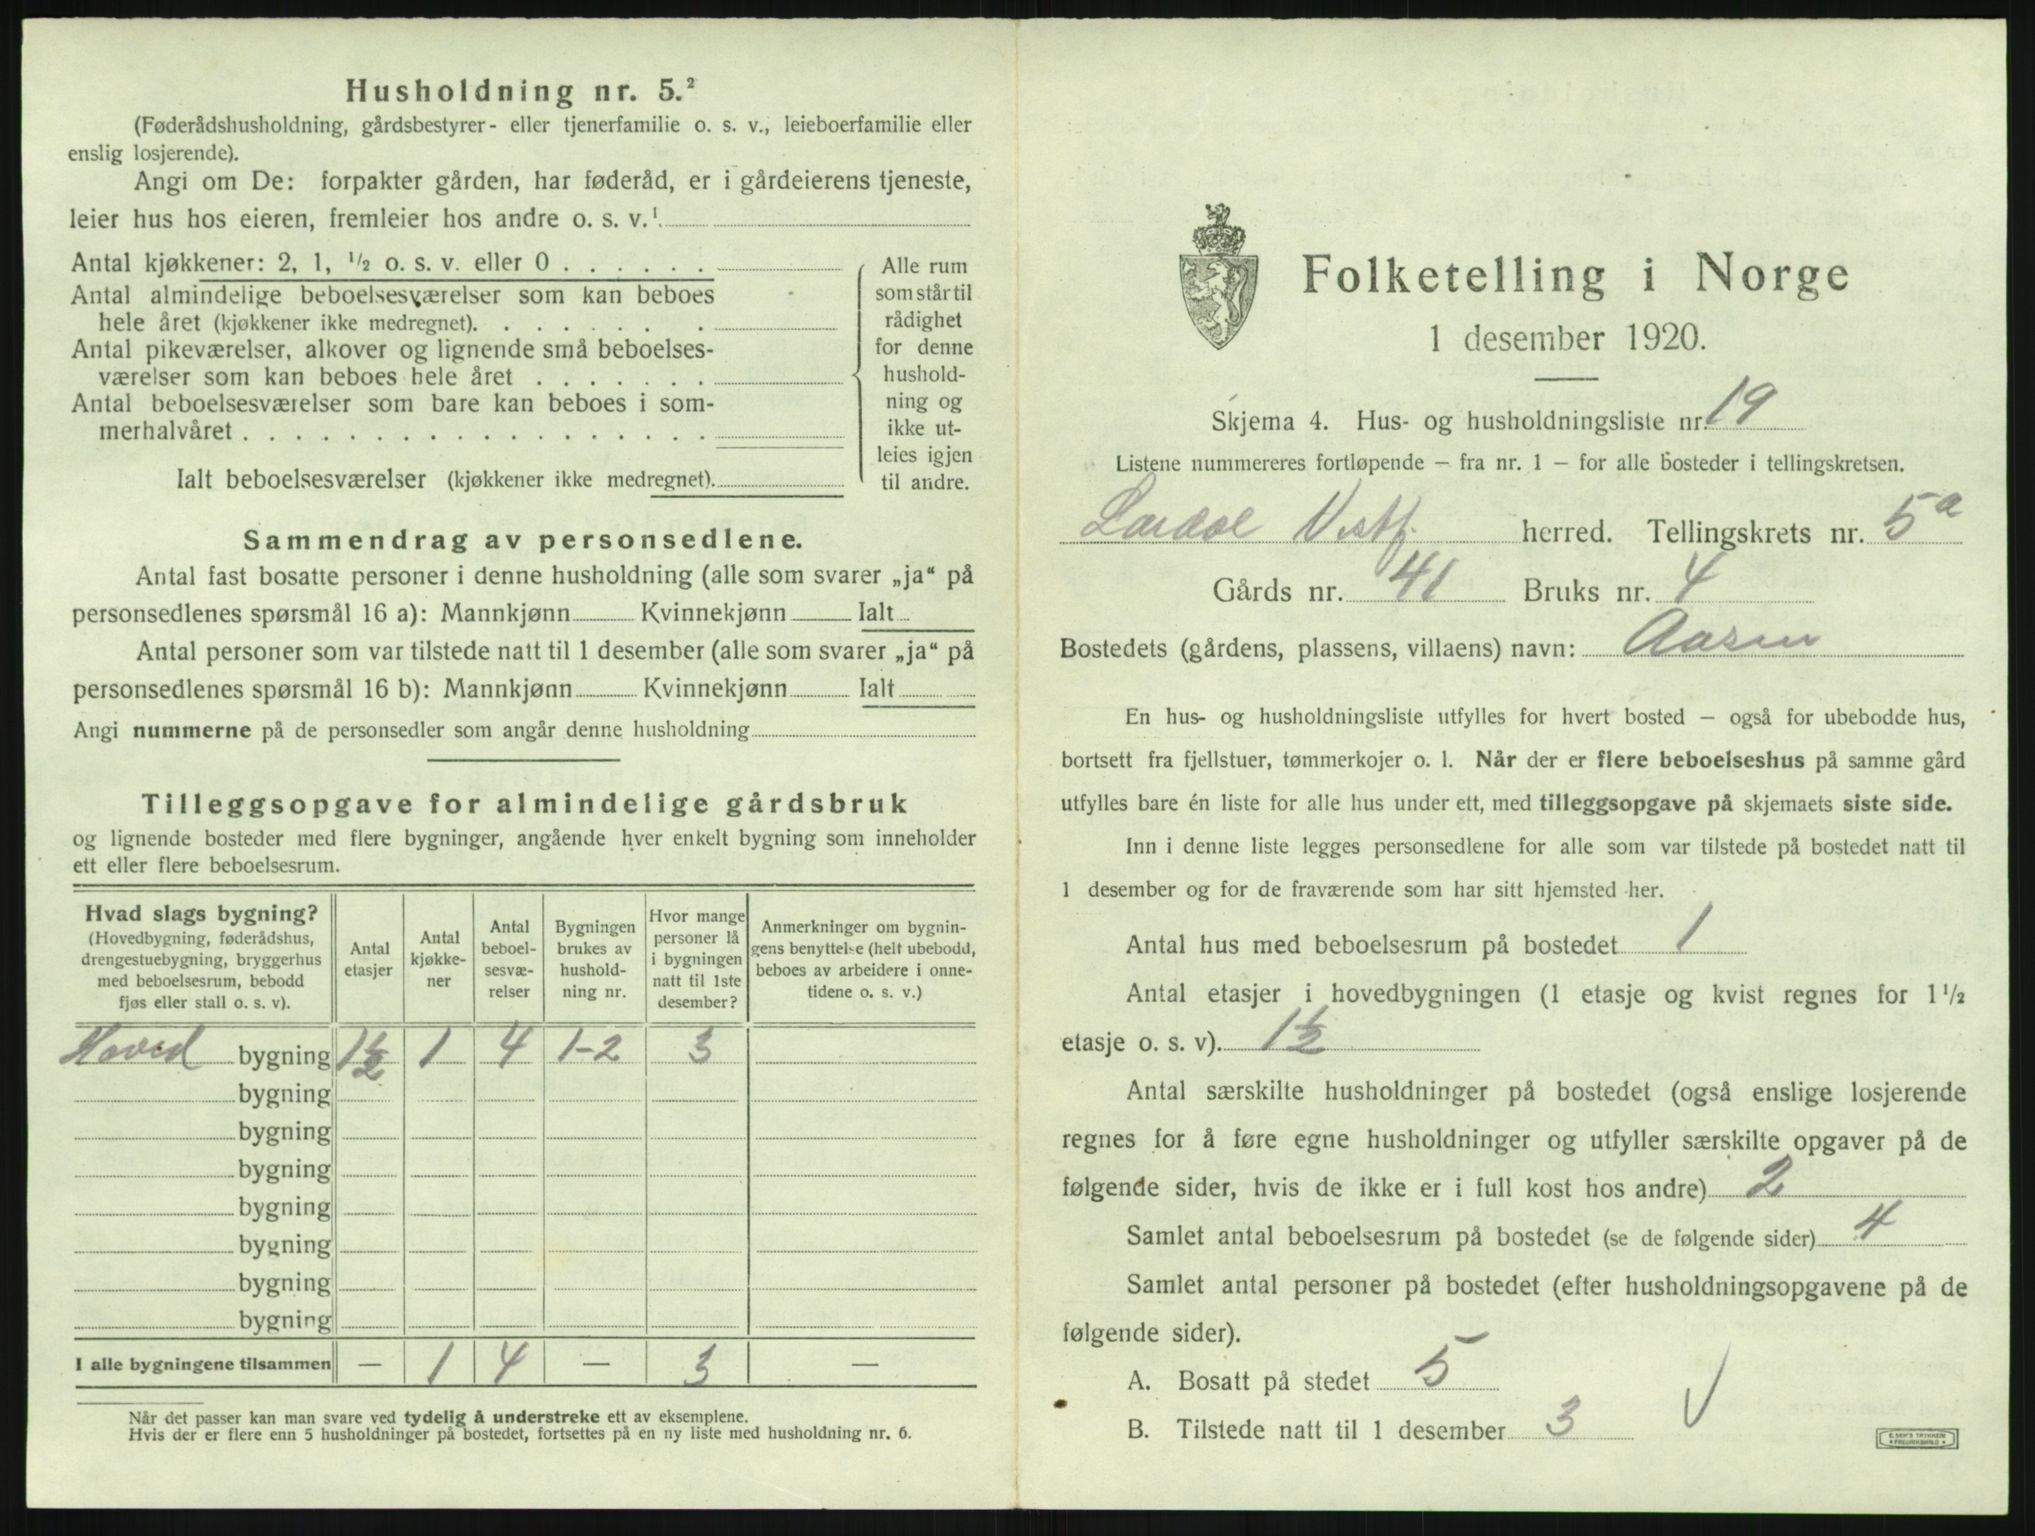 Husholdning nr. 5.²
(Føderådshusholdning, gårdsbestyrer- eller tjenerfamilie o. s. v., leieboerfamilie eller
enslig losjerende).
Angi om De: forpakter gården, har føderåd, er i gårdeierens tjeneste,
leier hus hos eieren, fremleier hos andre o. s. v.¹
Antal kjøkkener: 2, 1, ½ o. s. v. eller 0 . . . . . .
Antal almindelige beboelsesværelser som kan beboes
hele året (kjøkkener ikke medregnet). . . . . . . . .
Antal pikeværelser, alkover og lignende små beboelses-
værelser som kan beboes hele året . . . . . . .
Antal beboelsesværelser som bare kan beboes i som-
merhalvåret . . . . . . . . . . . . . . . . . .
Ialt beboelsesværelser (kjøkkener ikke medregnet).
Alle rum
som står til
rådighet
for denne
hushold-
ning og
ikke ut-
leies igjen
til andre.
Sammendrag av personsedlene.
Antal fast bosatte personer i denne husholdning (alle som svarer „ja“ på
personsedlenes spørsmål 16 a): Mannkjønn Kvinnekjønn Ialt
Antal personer som var tilstede natt til 1 desember (alle som svarer „ja“ på
personsedlenes spørsmål 16 b): Mannkjønn Kvinnekjønn Ialt
Angi nummerne på de personsedler som angår denne husholdning
Tilleggsopgave for almindelige gårdsbruk
og lignende bosteder med flere bygninger, angående hver enkelt bygning som inneholder
ett eller flere beboelsesrum.
Hvad slags bygning?
(Hovedbygning, føderådshus,
drengestuebygning, bryggerhus
med beboelsesrum, bebodd
fjøs eller stall o. s. v).
Antal
etasjer
Antal
kjøkke-
ner
Antal
beboel-
sesvæ-
relser
Bygningen
brukes av
hushold-
ning nr.
Hvor mange
personer lå
i bygningen
natt til 1ste
desember?
Anmerkninger om bygnin-
gens benyttelse (helt ubebodd,
beboes av arbeidere i onne-
tidene o. s. v.)
Hoved bygning 1½ 1 4 1-2 3
bygning
bygning
bygning
bygning
bygning
bygning
bygning
I alle bygningene tilsammen — 1 4 — 3 —
Når det passer kan man svare ved tydelig å understreke ett av eksemplene.
Hvis der er flere enn 5 husholdninger på bostedet, fortsettes på en ny liste med husholdning nr. 6.
Folketelling i Norge
1 desember 1920.
Skjema 4. Hus- og husholdningsliste nr. 19
Listene nummereres fortløpende — fra nr. 1 — for alle bosteder i tellingskretsen.
Lardal Vestf. herred. Tellingskrets nr. 5a
Gårds nr. 41 Bruks nr. 4
Bostedets (gårdens, plassens, villaens) navn: Aasen
En hus- og husholdningsliste utfylles for hvert bosted — også for ubebodde hus,
bortsett fra fjellstuer, tømmerkojer o. l. Når der er flere beboelseshus på samme gård
utfylles bare én liste for alle hus under ett, med tilleggsopgave på skjemaets siste side.
Inn i denne liste legges personsedlene for alle som var tilstede på bostedet natt til
1 desember og for de fraværende som har sitt hjemsted her.
Antal hus med beboelsesrum på bostedet 1
Antal etasjer i hovedbygningen (1 etasje og kvist regnes for 1½
etasje o. s. v). 1½
Antal særskilte husholdninger på bostedet (også enslige losjerende
regnes for å føre egne husholdninger og utfyller særskilte opgaver på de
følgende sider, hvis de ikke er i full kost hos andre) 2
Samlet antal beboelsesrum på bostedet (se de følgende sider) 4
Samlet antal personer på bostedet (efter husholdningsopgavene på de
følgende sider).
A. Bosatt på stedet 5
B. Tilstede natt til 1 desember 3